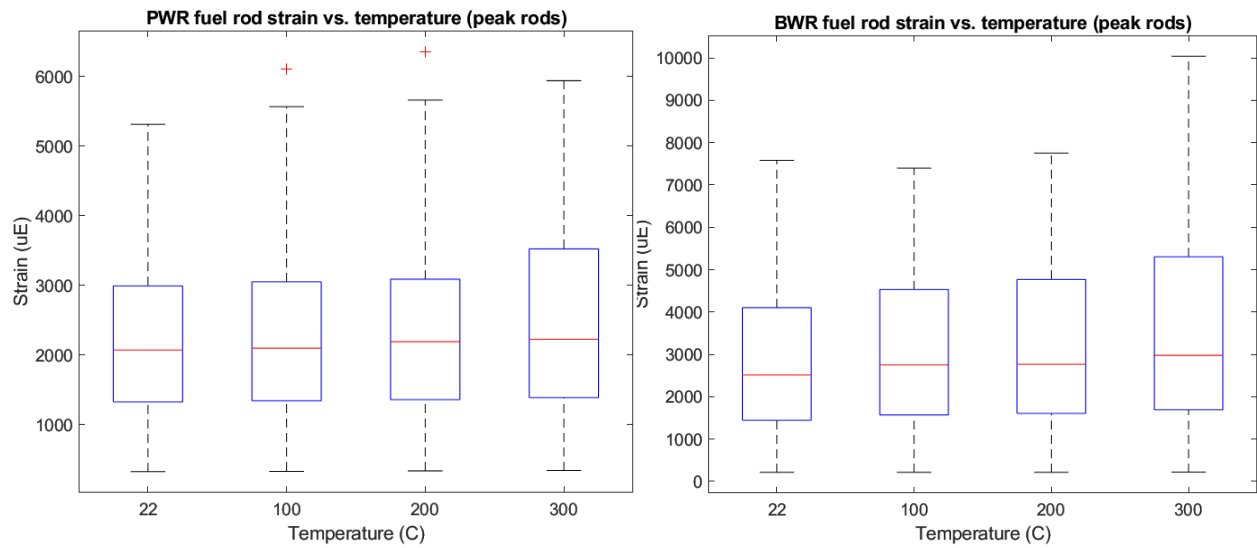 PWR fuel rod strain vs. temperature (peak rods)
6000
5000
4000
3000
2000
1000
Strain (uE)
22 100 200 300
Temperature (C)
BWR fuel rod strain vs. temperature (peak rods)
10000
9000
8000
7000
6000
5000
4000
3000
2000
1000
0
Strain (uE)
22 100 200 300
Temperature (C)